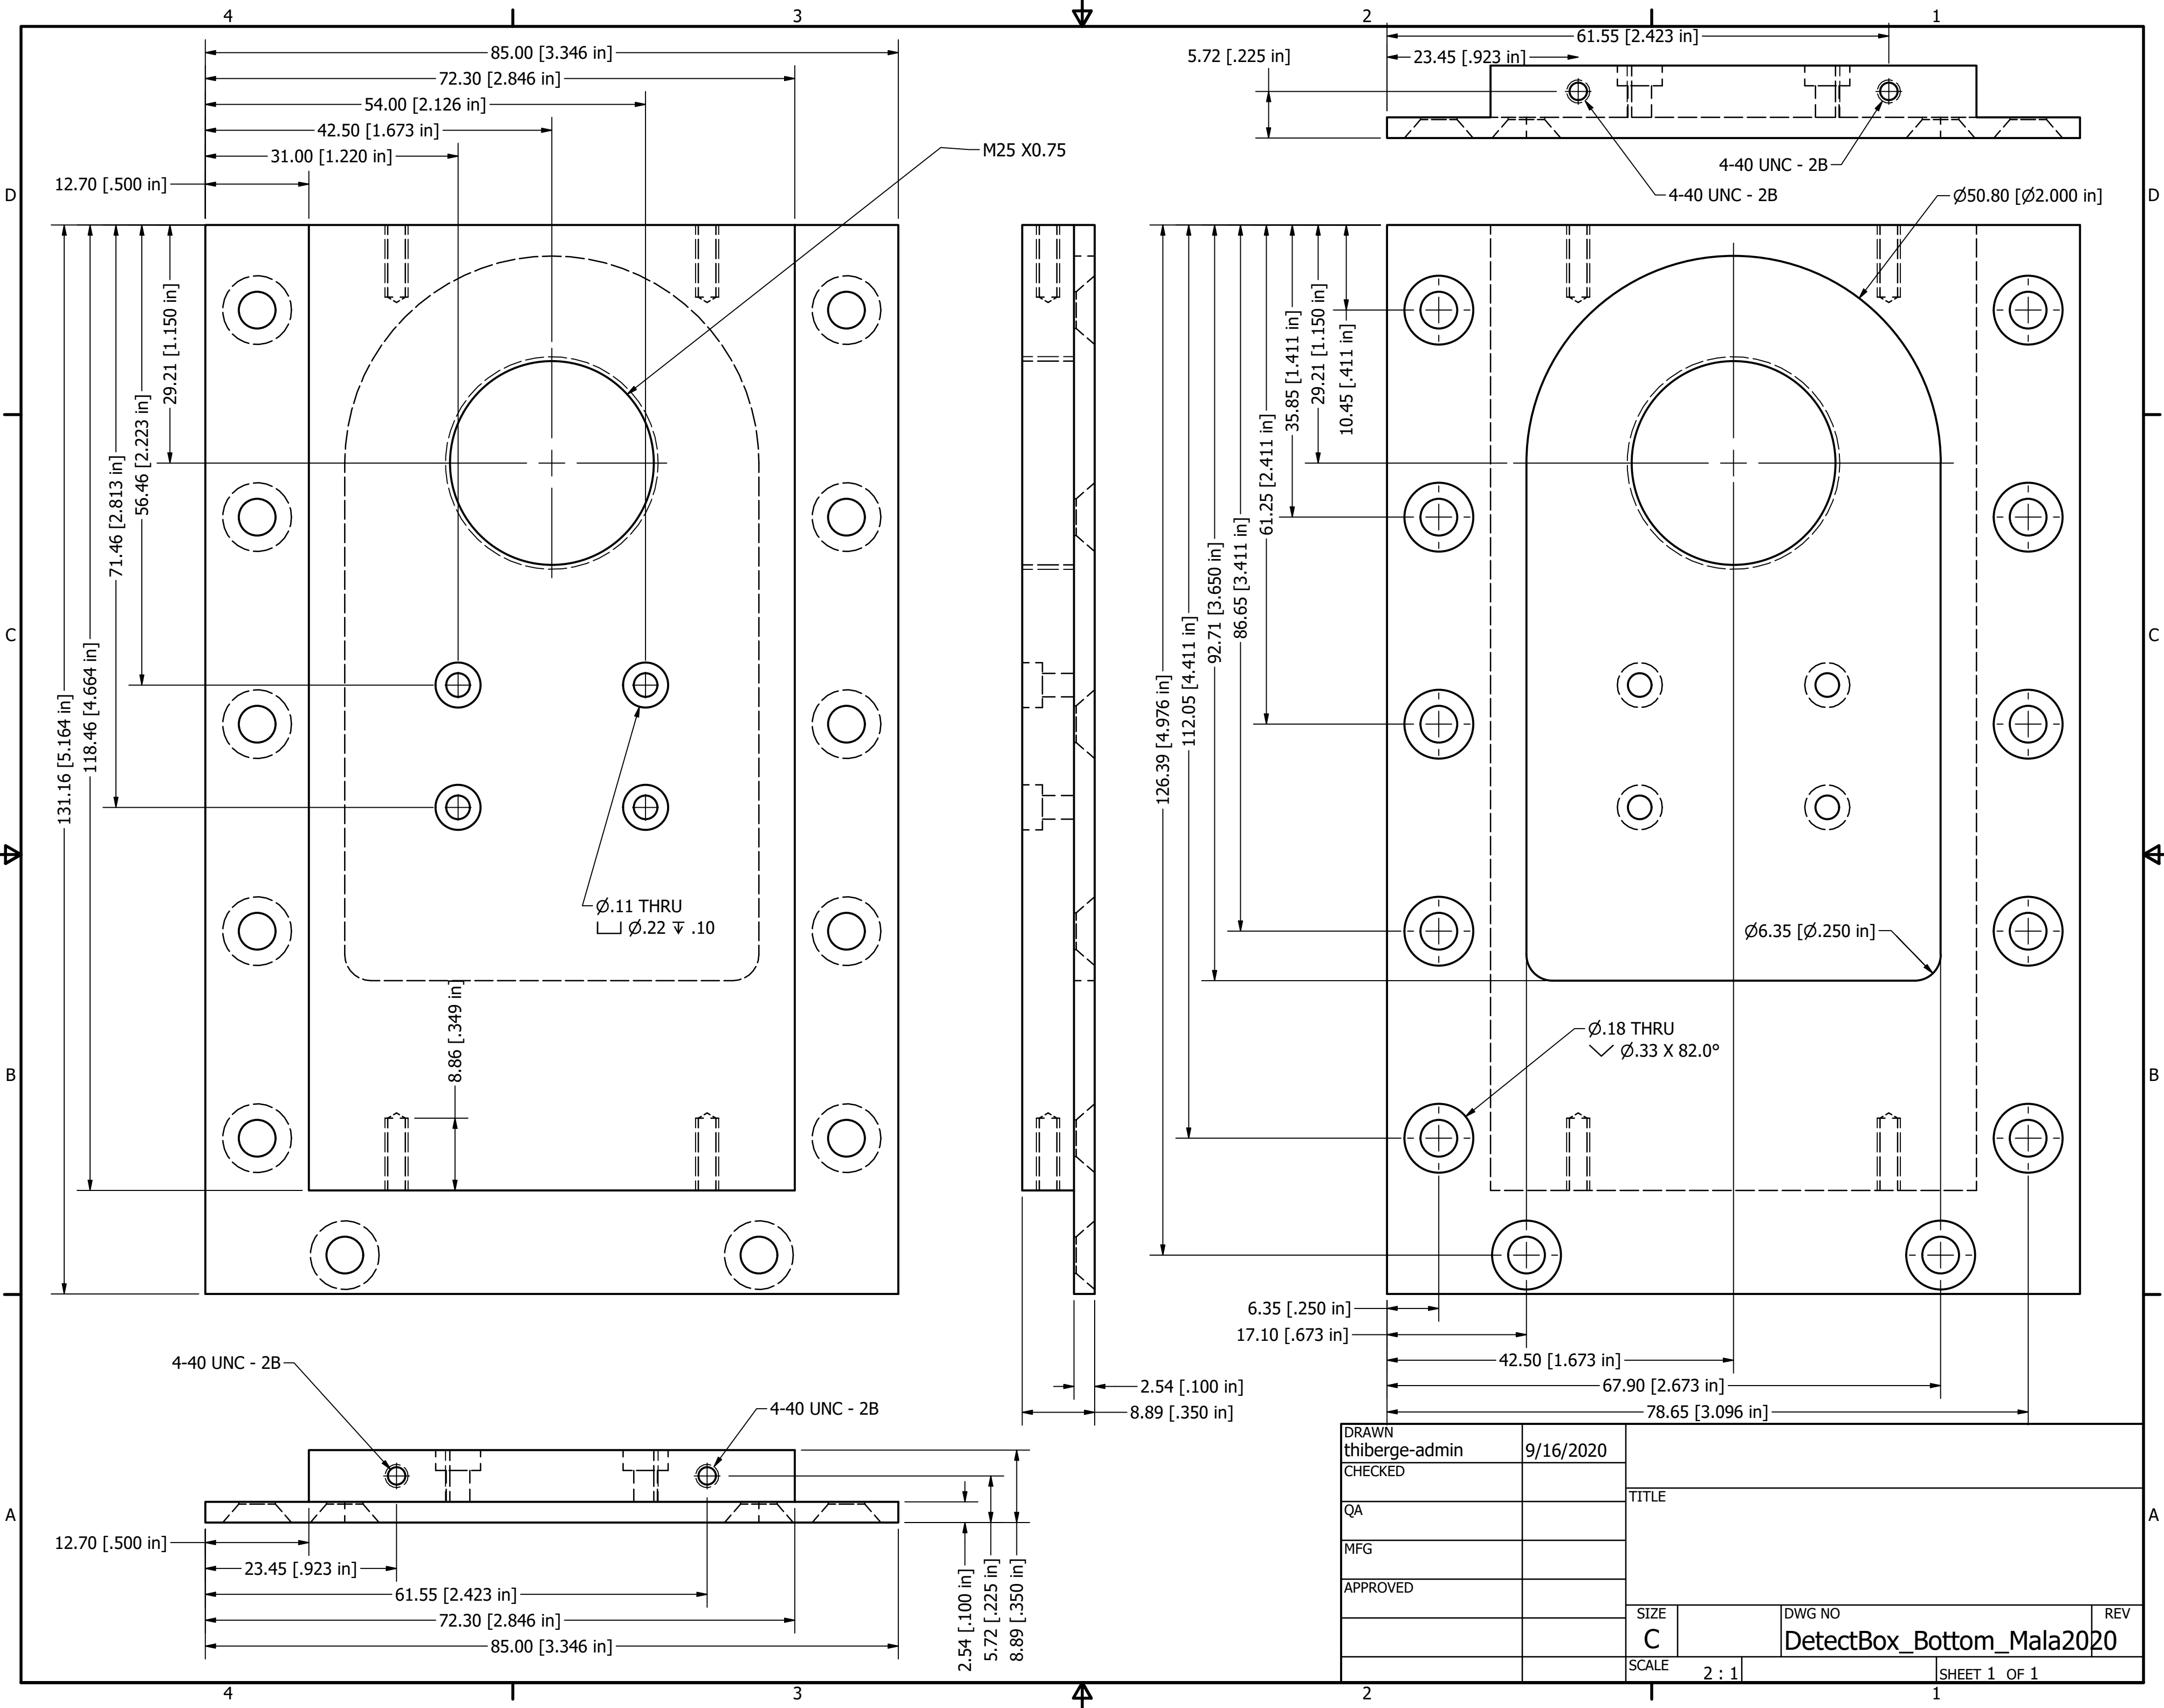 4
3
2
1
85.00 [3.346 in]
72.30 [2.846 in]
54.00 [2.126 in]
42.50 [1.673 in]
31.00 [1.220 in]
12.70 [.500 in]
M25 X0.75
61.55 [2.423 in]
23.45 [.923 in]
5.72 [.225 in]
4-40 UNC - 2B
4-40 UNC - 2B
Ø50.80 [Ø2.000 in]
D
D
131.16 [5.164 in]
118.46 [4.664 in]
71.46 [2.813 in]
56.46 [2.223 in]
29.21 [1.150 in]
126.39 [4.976 in]
112.05 [4.411 in]
92.71 [3.650 in]
86.65 [3.411 in]
61.25 [2.411 in]
35.85 [1.411 in]
29.21 [1.150 in]
10.45 [.411 in]
C
C
Ø.11 THRU
⌴ Ø.22 ↧ .10
8.86 [.349 in]
Ø6.35 [Ø.250 in]
Ø.18 THRU
⌵ Ø.33 X 82.0°
B
B
6.35 [.250 in]
17.10 [.673 in]
42.50 [1.673 in]
67.90 [2.673 in]
78.65 [3.096 in]
2.54 [.100 in]
8.89 [.350 in]
4-40 UNC - 2B
4-40 UNC - 2B
12.70 [.500 in]
23.45 [.923 in]
61.55 [2.423 in]
72.30 [2.846 in]
85.00 [3.346 in]
2.54 [.100 in]
5.72 [.225 in]
8.89 [.350 in]
A
A
DRAWN
thiberge-admin
9/16/2020
CHECKED
QA
MFG
APPROVED
TITLE
SIZE
C
DWG NO
DetectBox_Bottom_Mala2020
REV
SCALE
2 : 1
SHEET 1 OF 1
4
3
2
1